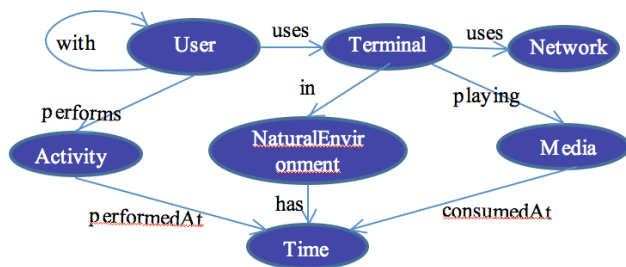 with
User
uses
Terminal
uses
Network
performs
in
playing
Activity
NaturalEnvir
onment
Media
performedAt
has
consumedAt
Time